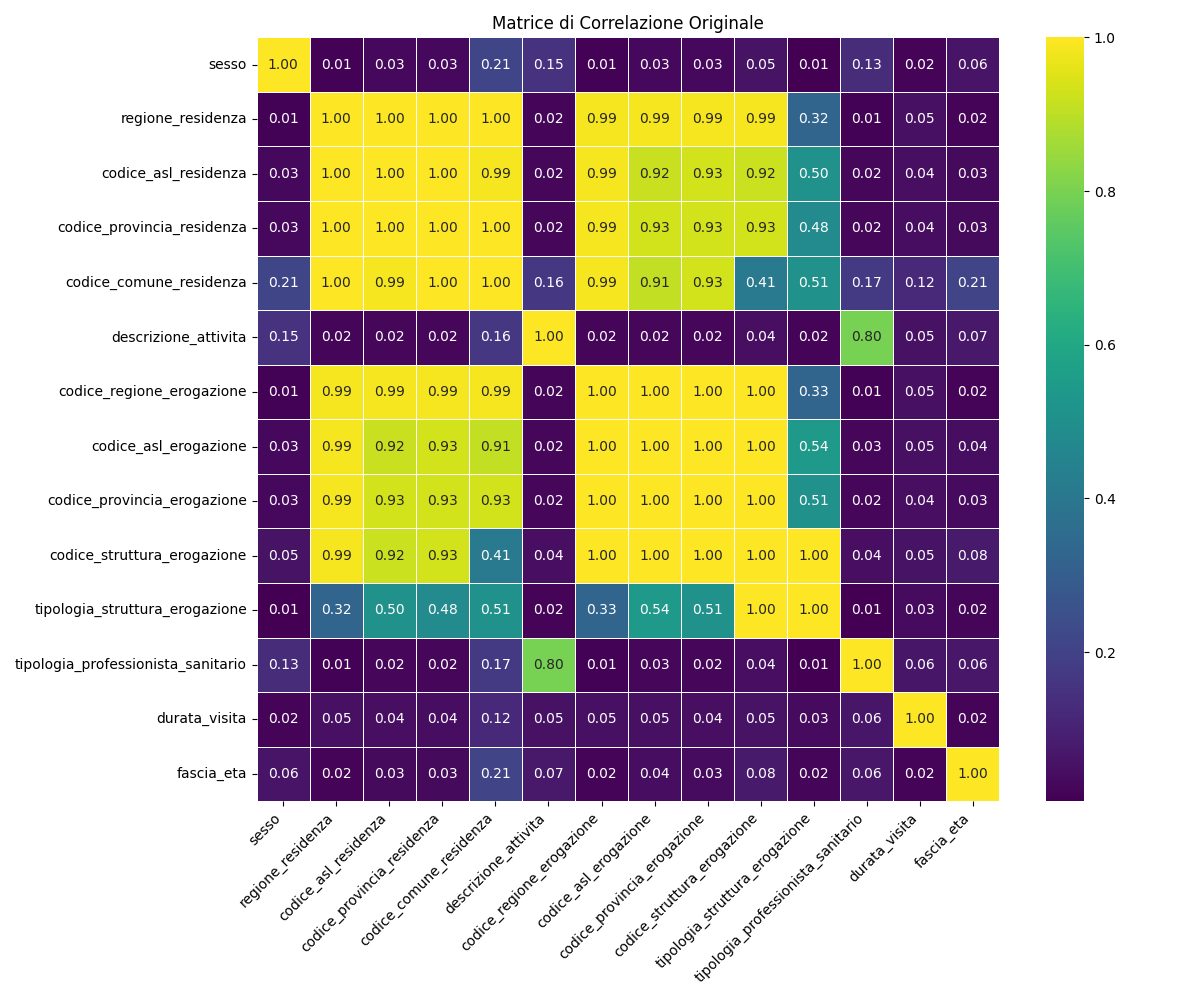 Matrice di Correlazione Originale
sesso 1.00 0.01 0.03 0.03 0.21 0.15 0.01 0.03 0.03 0.05 0.01 0.13 0.02 0.06
regione_residenza 0.01 1.00 1.00 1.00 1.00 0.02 0.99 0.99 0.99 0.99 0.32 0.01 0.05 0.02
codice_asl_residenza 0.03 1.00 1.00 1.00 0.99 0.02 0.99 0.92 0.93 0.92 0.50 0.02 0.04 0.03
codice_provincia_residenza 0.03 1.00 1.00 1.00 1.00 0.02 0.99 0.93 0.93 0.93 0.48 0.02 0.04 0.03
codice_comune_residenza 0.21 1.00 0.99 1.00 1.00 0.16 0.99 0.91 0.93 0.41 0.51 0.17 0.12 0.21
descrizione_attivita 0.15 0.02 0.02 0.02 0.16 1.00 0.02 0.02 0.02 0.04 0.02 0.80 0.05 0.07
codice_regione_erogazione 0.01 0.99 0.99 0.99 0.99 0.02 1.00 1.00 1.00 1.00 0.33 0.01 0.05 0.02
codice_asl_erogazione 0.03 0.99 0.92 0.93 0.91 0.02 1.00 1.00 1.00 1.00 0.54 0.03 0.05 0.04
codice_provincia_erogazione 0.03 0.99 0.93 0.93 0.93 0.02 1.00 1.00 1.00 1.00 0.51 0.02 0.04 0.03
codice_struttura_erogazione 0.05 0.99 0.92 0.93 0.41 0.04 1.00 1.00 1.00 1.00 1.00 0.04 0.05 0.08
tipologia_struttura_erogazione 0.01 0.32 0.50 0.48 0.51 0.02 0.33 0.54 0.51 1.00 1.00 0.01 0.03 0.02
tipologia_professionista_sanitario 0.13 0.01 0.02 0.02 0.17 0.80 0.01 0.03 0.02 0.04 0.01 1.00 0.06 0.06
durata_visita 0.02 0.05 0.04 0.04 0.12 0.05 0.05 0.05 0.04 0.05 0.03 0.06 1.00 0.02
fascia_eta 0.06 0.02 0.03 0.03 0.21 0.07 0.02 0.04 0.03 0.08 0.02 0.06 0.02 1.00
sesso
regione_residenza
codice_asl_residenza
codice_provincia_residenza
codice_comune_residenza
descrizione_attivita
codice_regione_erogazione
codice_asl_erogazione
codice_provincia_erogazione
codice_struttura_erogazione
tipologia_struttura_erogazione
tipologia_professionista_sanitario
durata_visita
fascia_eta
1.0
0.8
0.6
0.4
0.2